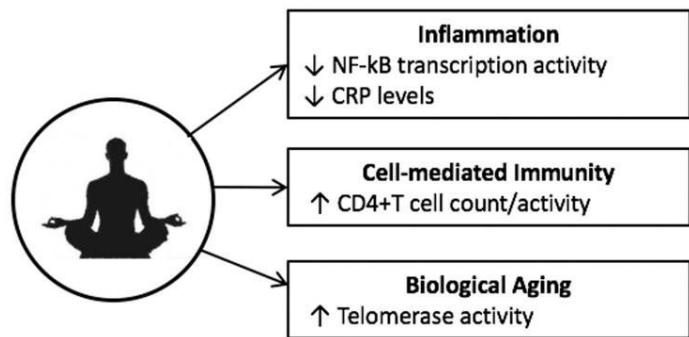 Inflammation
↓ NF-kB transcription activity
↓ CRP levels
Cell-mediated Immunity
↑ CD4+T cell count/activity
Biological Aging
↑ Telomerase activity